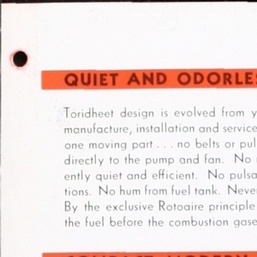 QUIET AND ODORLES
Toridheet design is evolved from y
manufacture, installation and service
one moving part . . . no belts or pul
directly to the pump and fan. No
ently quiet and efficient. No pulsa
tions. No hum from fuel tank. Never
By the exclusive Rotoaire principle
the fuel before the combustion gase